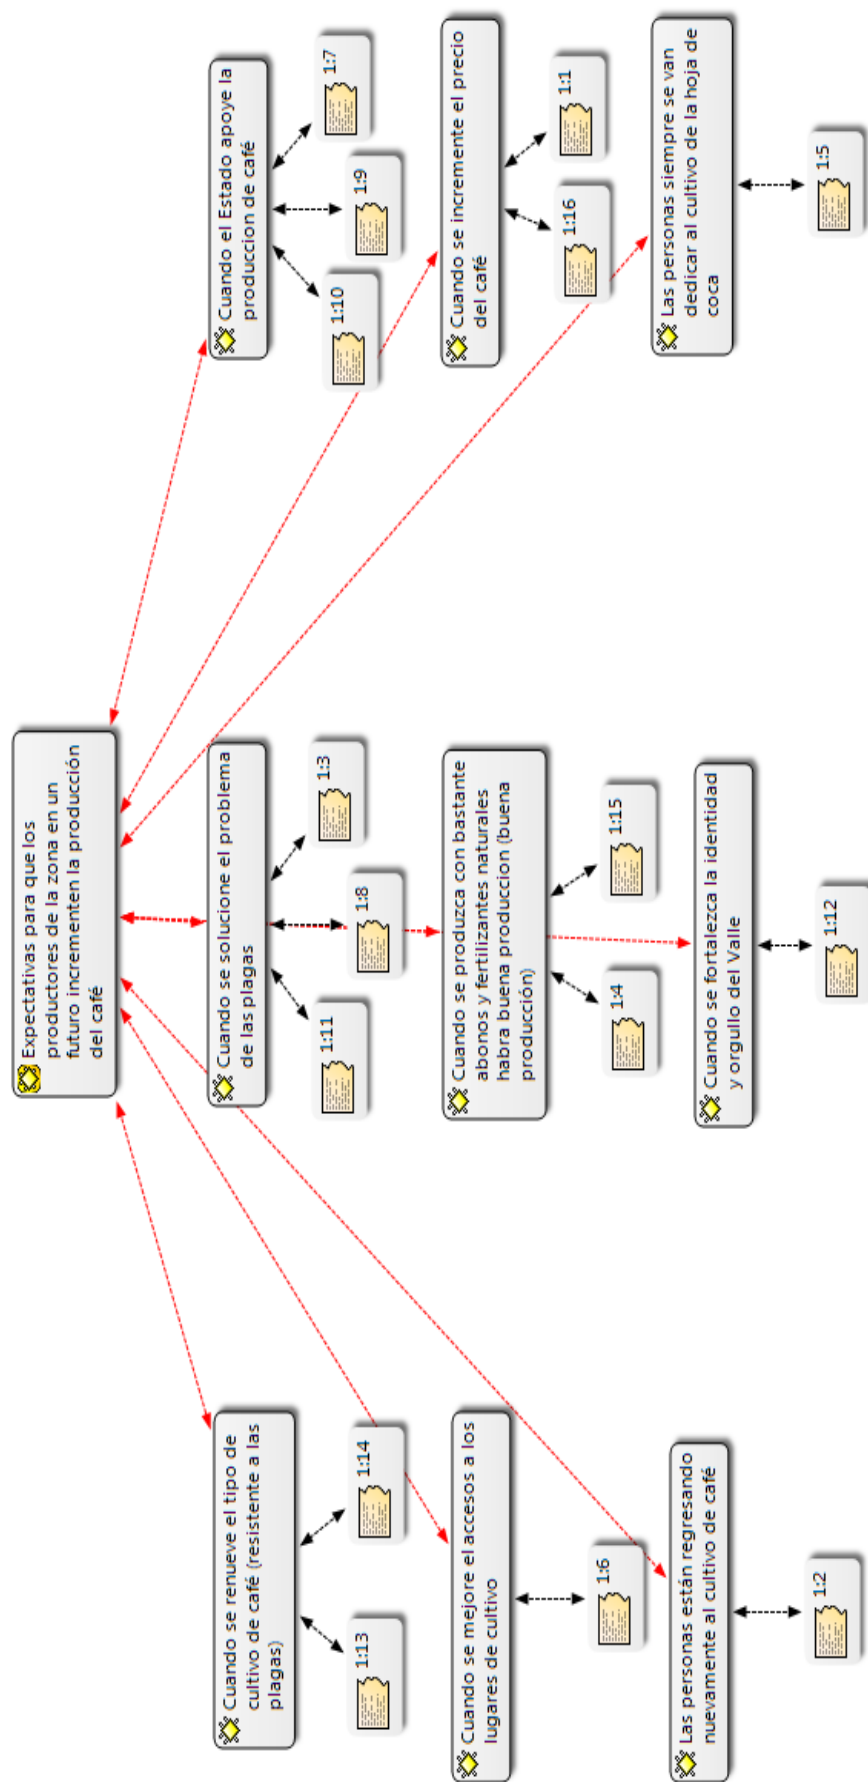 Expectativas para que los
productores de la zona en un
futuro incrementen la producción
del café
Cuando se renueve el tipo de
cultivo de café (resistente a las
plagas)
1:13
1:14
Cuando se solucione el problema
de las plagas
1:11
1:8
1:3
Cuando el Estado apoye la
produccion de café
1:10
1:9
1:7
Cuando se mejore el accesos a los
lugares de cultivo
1:6
Cuando se produzca con bastante
abonos y fertilizantes naturales
habra buena produccion (buena
producción)
1:4
1:15
Cuando se incremente el precio
del café
1:16
1:1
Las personas están regresando
nuevamente al cultivo de café
1:2
Cuando se fortalezca la identidad
y orgullo del Valle
1:12
Las personas siempre se van
dedicar al cultivo de la hoja de
coca
1:5